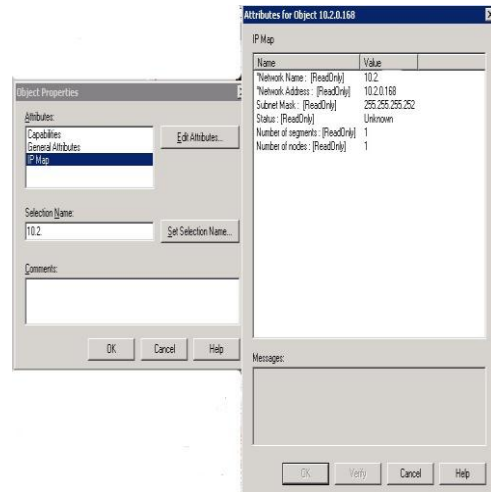 Object Properties
Attributes:
Capabilities
General Attributes
IP Map
Edit Attributes...
Selection Name:
10.2.
Set Selection Name...
Comments:
OK Cancel Help
Attributes for Object 10.2.0.168
IP Map
Name Value
*Network Name : [ReadOnly] 10.2
*Network Address : [ReadOnly] 10.2.0.168
Subnet Mask : [ReadOnly] 255.255.255.252
Status : [ReadOnly] Unknown
Number of segments : [ReadOnly] 1
Number of nodes : [ReadOnly] 1
Messages:
OK Verify Cancel Help